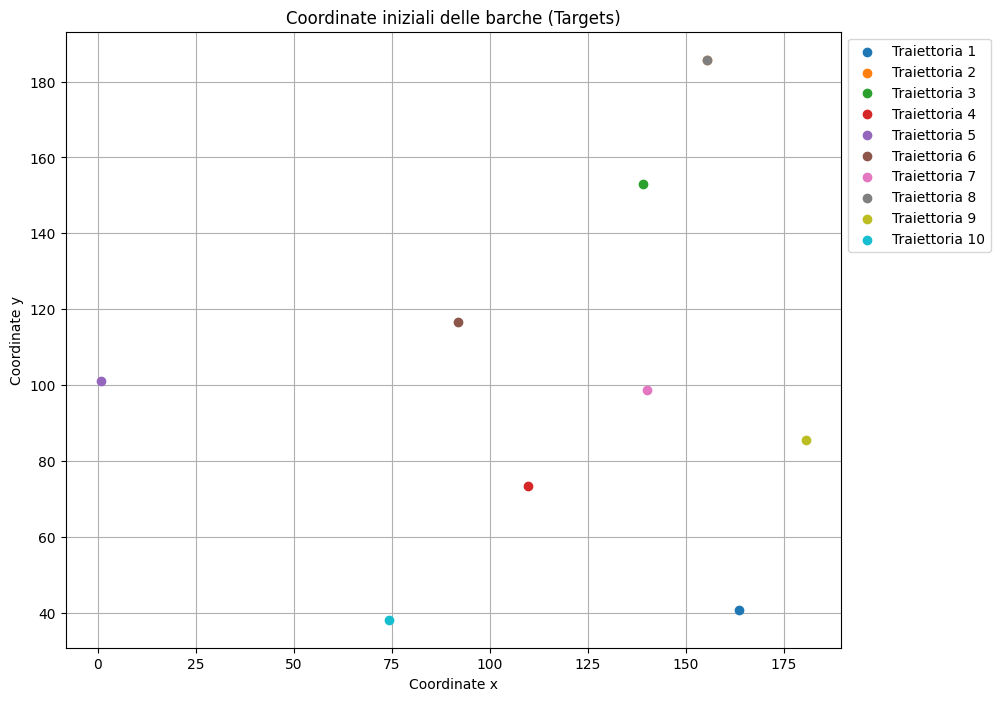 Coordinate iniziali delle barche (Targets)
Traiettoria 1
Traiettoria 2
Traiettoria 3
Traiettoria 4
Traiettoria 5
Traiettoria 6
Traiettoria 7
Traiettoria 8
Traiettoria 9
Traiettoria 10
Coordinate y
180
160
140
120
100
80
60
40
0 25 50 75 100 125 150 175
Coordinate x